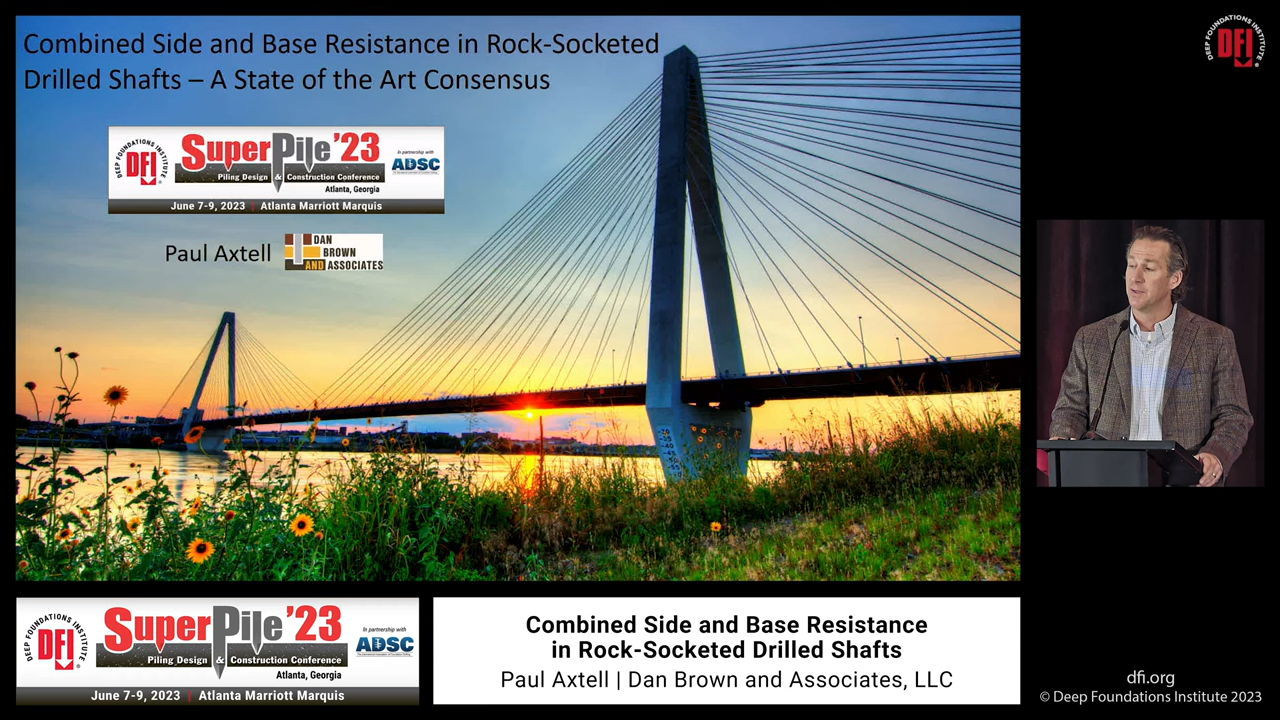 Combined Side and Base Resistance in Rock-Socketed
Drilled Shafts – A State of the Art Consensus
DEEP FOUNDATIONS INSTITUTE
DFI
SuperPile '23
Piling Design & Construction Conference
Atlanta, Georgia
In partnership with
ADSC
June 7-9, 2023 | Atlanta Marriott Marquis
Paul Axtell
DAN
BROWN
AND ASSOCIATES
DEEP FOUNDATIONS INSTITUTE
DFI
DEEP FOUNDATIONS INSTITUTE
DFI
SuperPile '23
Piling Design & Construction Conference
Atlanta, Georgia
In partnership with
ADSC
June 7-9, 2023 | Atlanta Marriott Marquis
Combined Side and Base Resistance
in Rock-Socketed Drilled Shafts
Paul Axtell | Dan Brown and Associates, LLC
dfi.org
© Deep Foundations Institute 2023